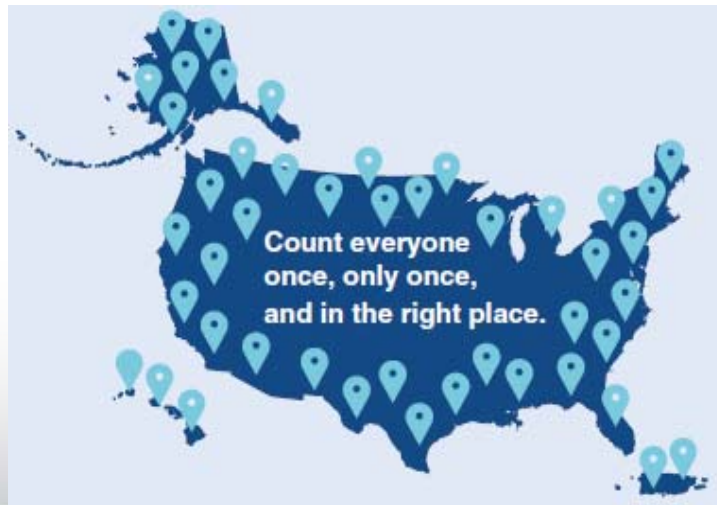 Count everyone
once, only once,
and in the right place.